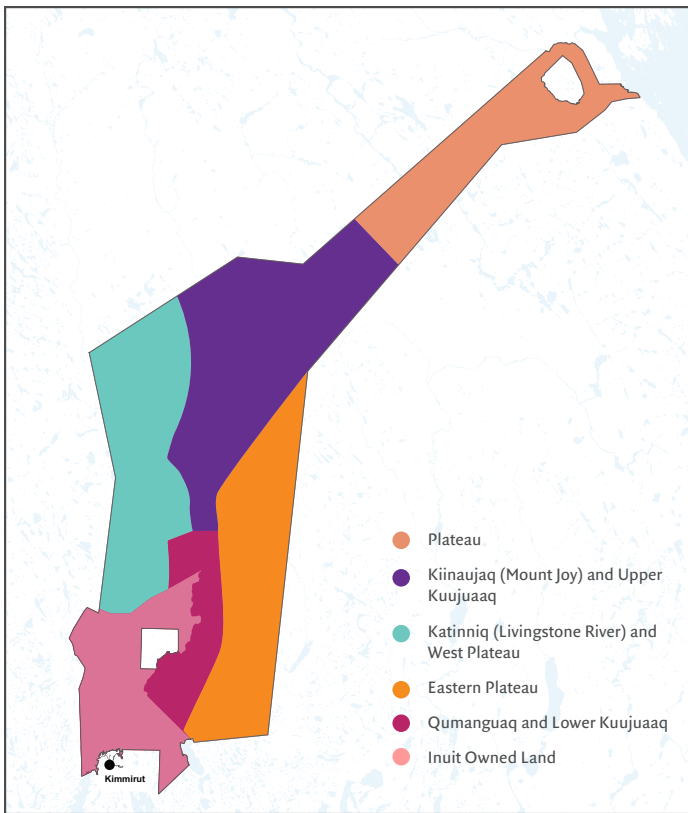 Plateau
Kiinaujaq (Mount Joy) and Upper
Kuujuaaq
Katinniq (Livingstone River) and
West Plateau
Eastern Plateau
Qumanguaq and Lower Kuujuaaq
Inuit Owned Land
Kimmirut